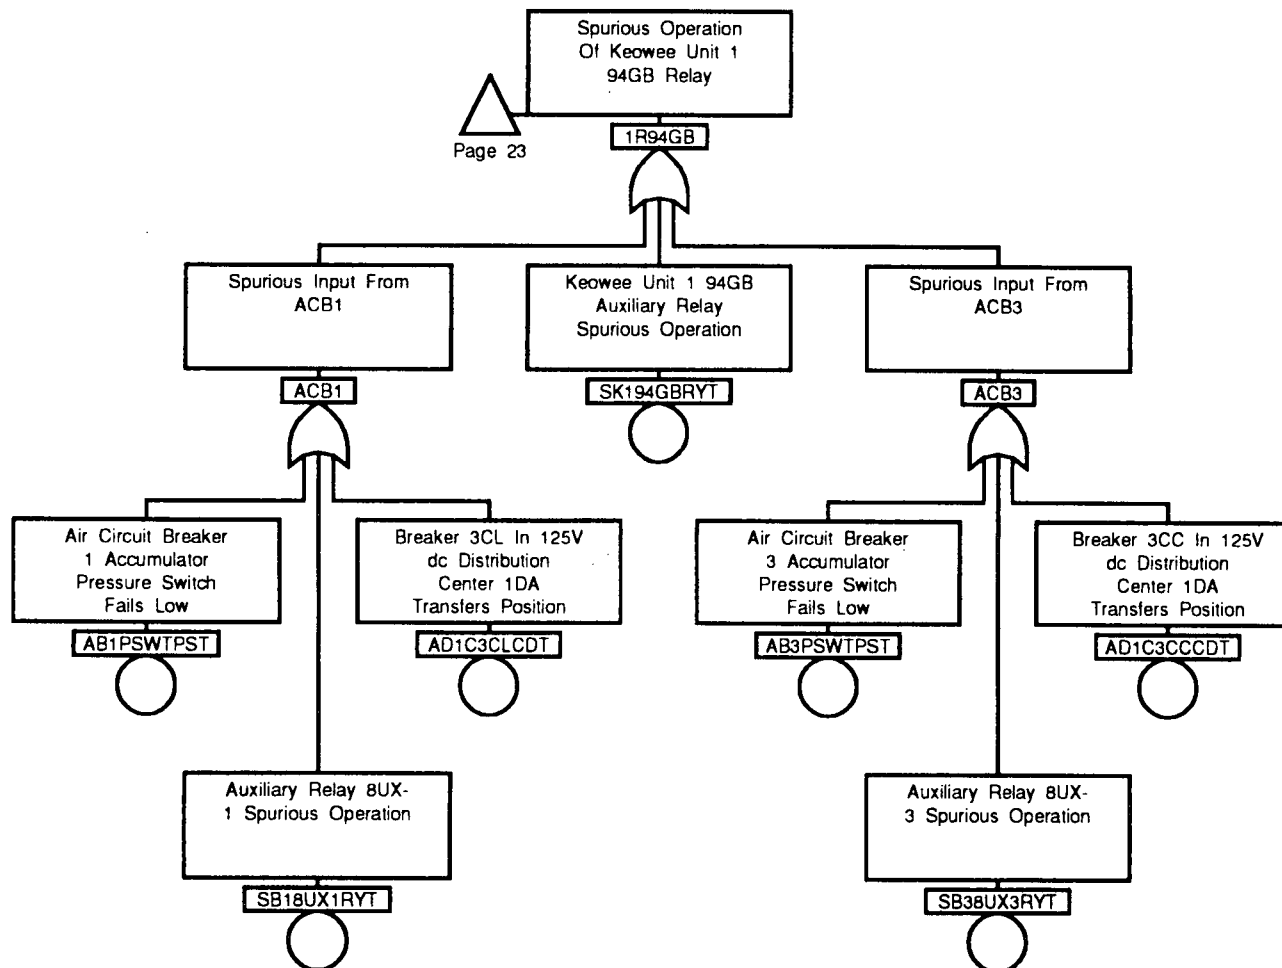 Spurious Operation
Of Keowee Unit 1
94GB Relay
Page 23
1R94GB
Spurious Input From
ACB1
ACB1
Keowee Unit 1 94GB
Auxiliary Relay
Spurious Operation
SK194GBRYT
Spurious Input From
ACB3
ACB3
Air Circuit Breaker
1 Accumulator
Pressure Switch
Fails Low
AB1PSWTPST
Breaker 3CL In 125V
dc Distribution
Center 1DA
Transfers Position
AD1C3CLCDT
Air Circuit Breaker
3 Accumulator
Pressure Switch
Fails Low
AB3PSWTPST
Breaker 3CC In 125V
dc Distribution
Center 1DA
Transfers Position
AD1C3CCCDT
Auxiliary Relay 8UX-
1 Spurious Operation
SB18UX1RYT
Auxiliary Relay 8UX-
3 Spurious Operation
SB38UX3RYT